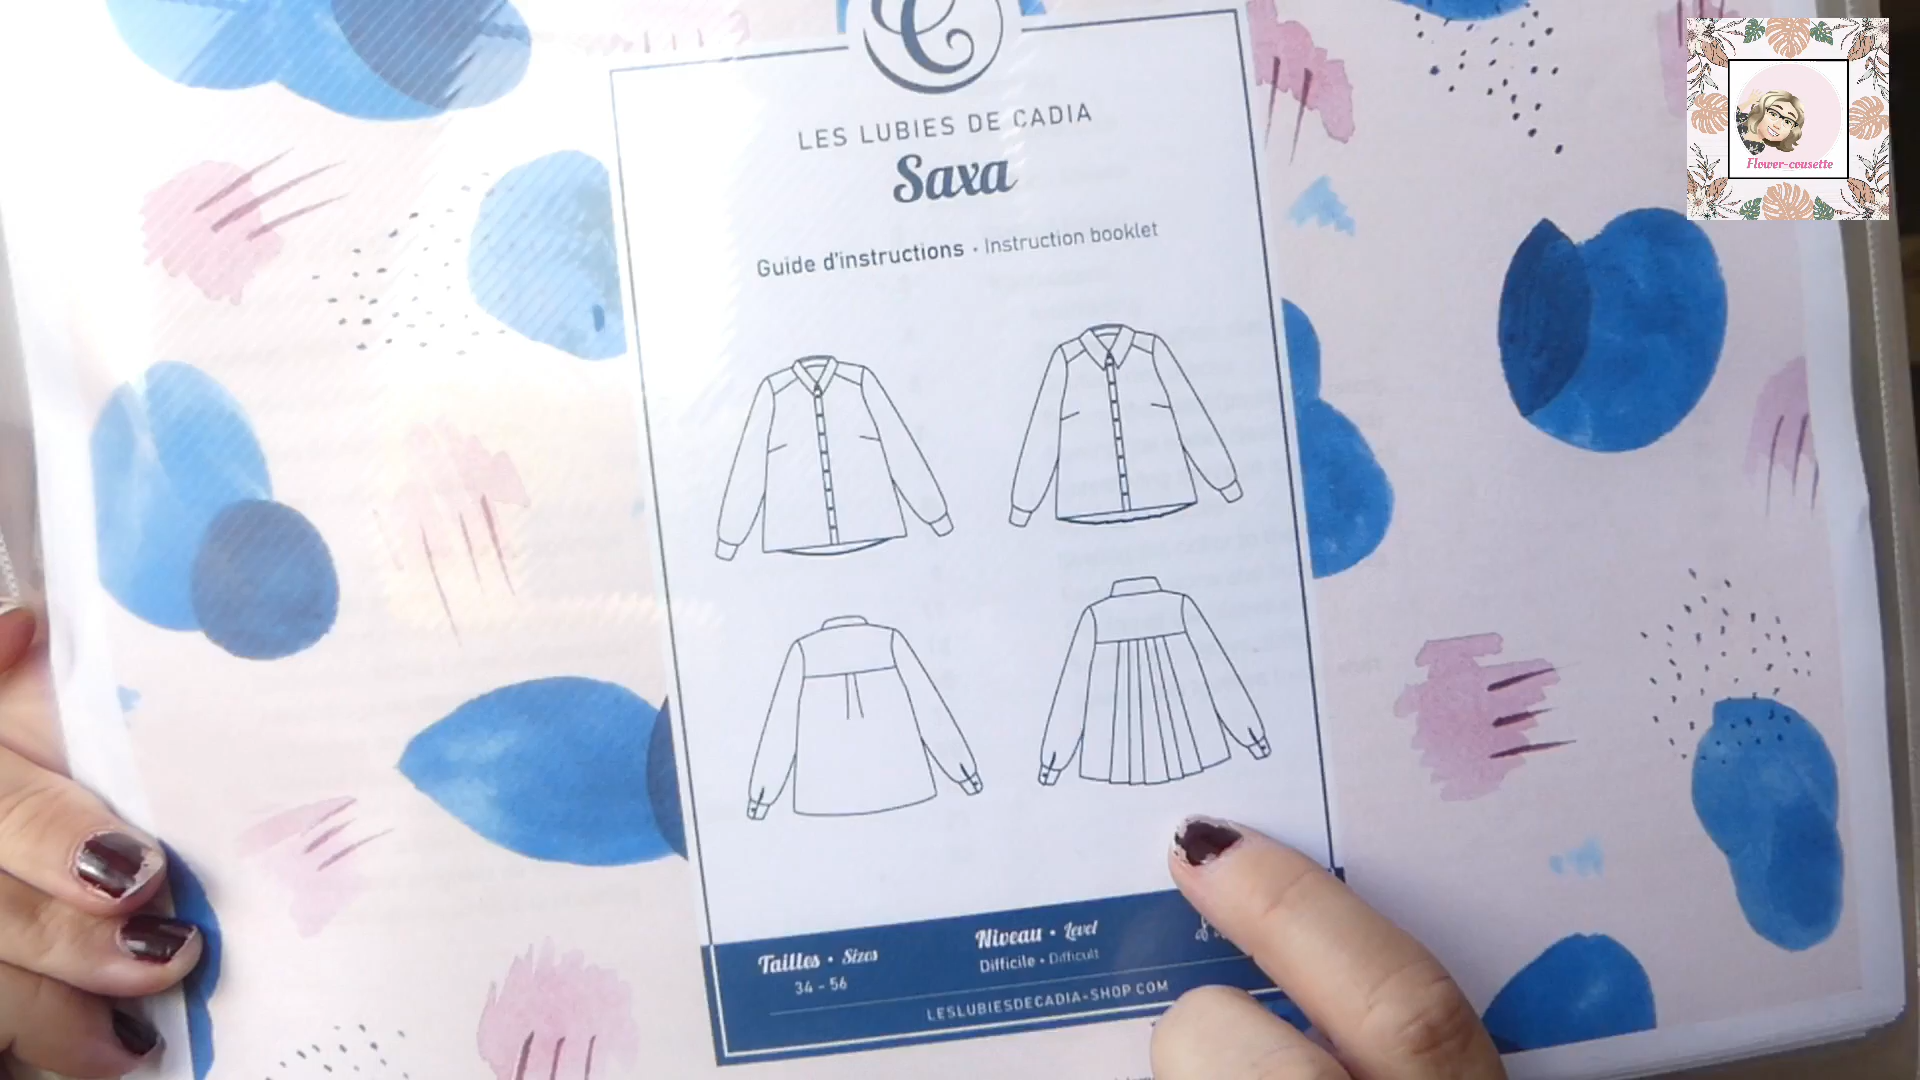 LES LUBIES DE CADIA
Saxa
Guide d'instructions • Instruction booklet
Tailles • Sizes
34 - 56
Niveau • Level
Difficile • Difficult
LESLUBIESDECADIA-SHOP.COM
Flower-cousette